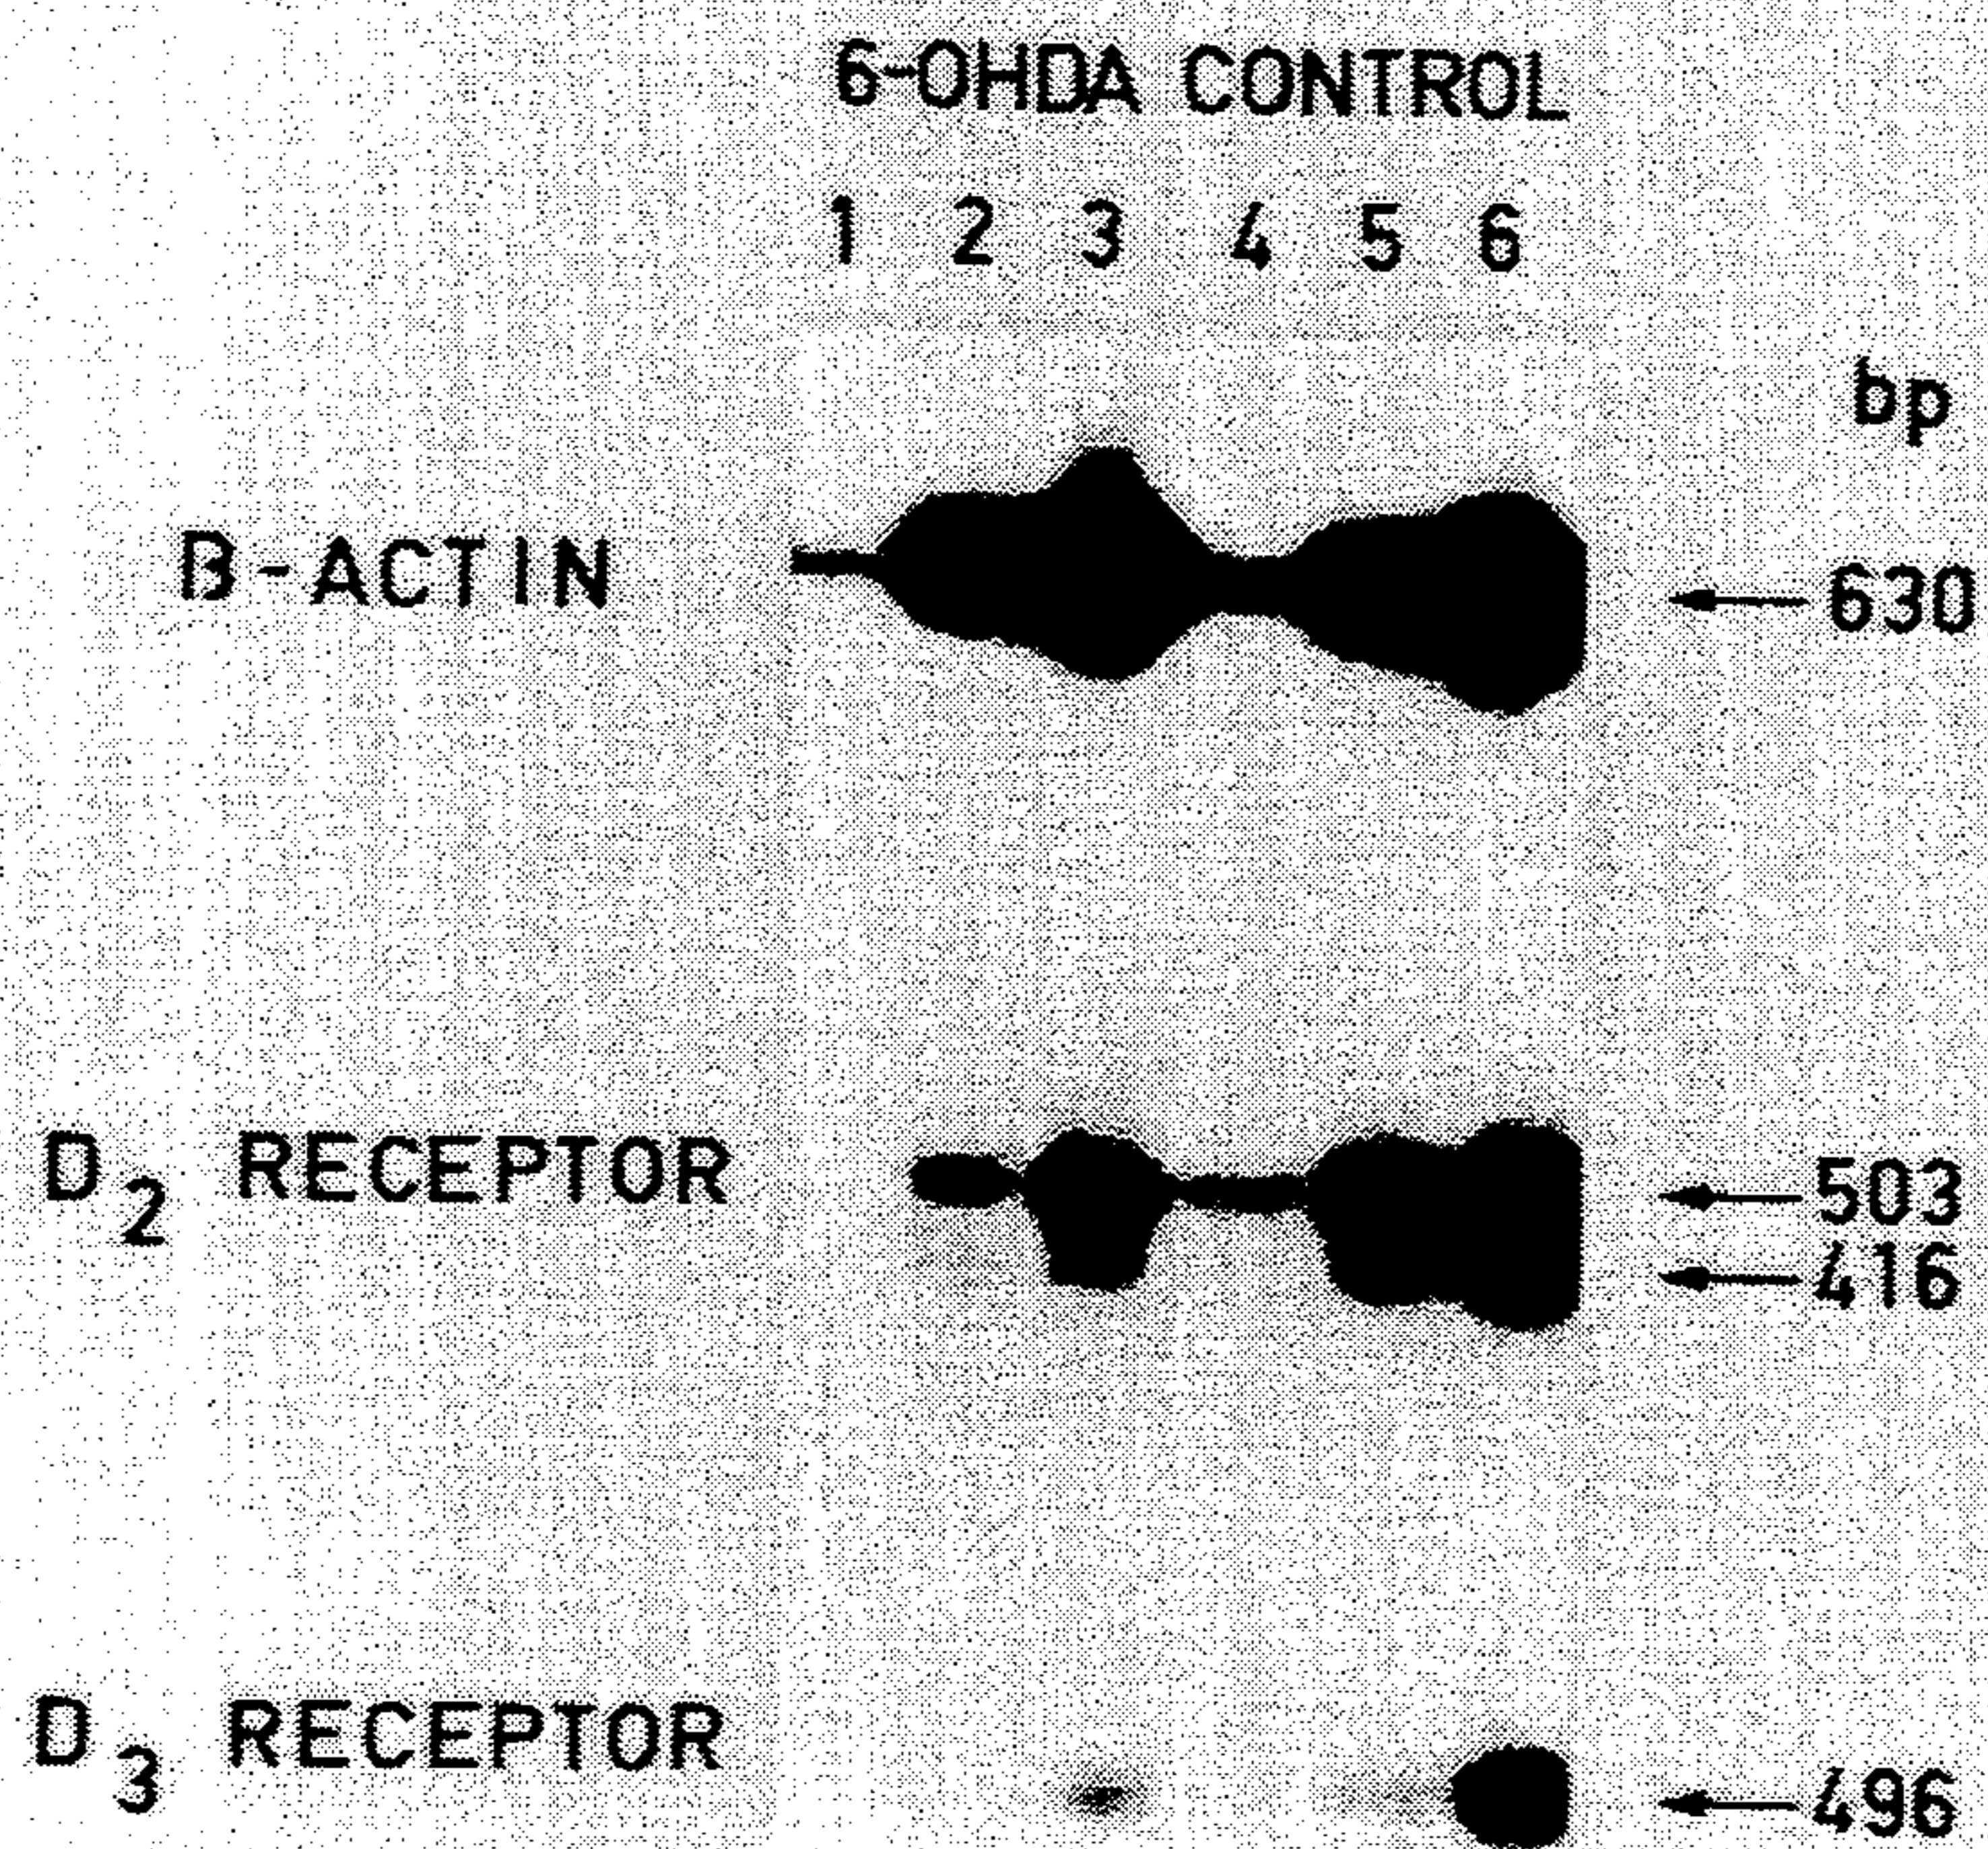 6-OHDA CONTROL
1 2 3 4 5 6
bp
B-ACTIN ← 630
D2 RECEPTOR ← 503
← 416
D3 RECEPTOR ← 496